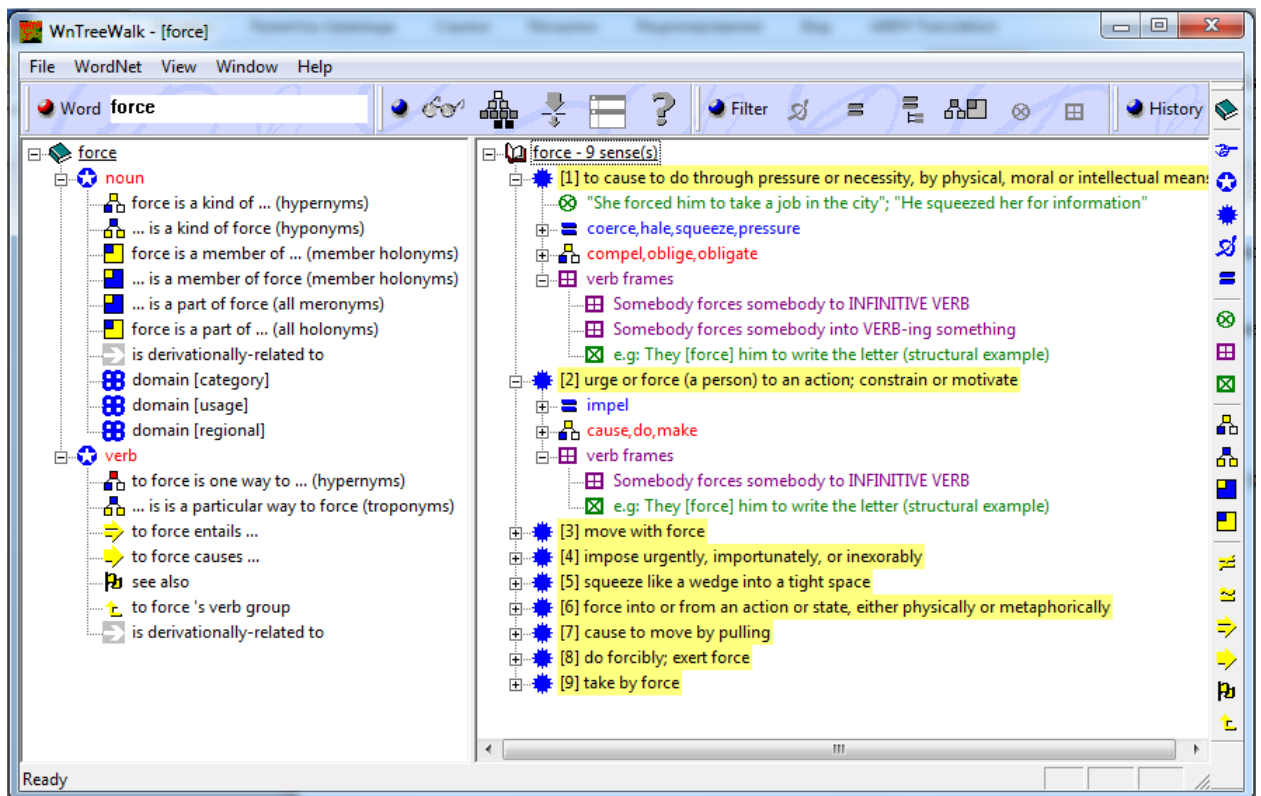 WnTreeWalk - [force]
File WordNet View Window Help
Word force
Filter
History
force
noun
force is a kind of ... (hypernyms)
... is a kind of force (hyponyms)
force is a member of ... (member holonyms)
... is a member of force (member holonyms)
... is a part of force (all meronyms)
force is a part of ... (all holonyms)
is derivationally-related to
domain [category]
domain [usage]
domain [regional]
verb
to force is one way to ... (hypernyms)
... is is a particular way to force (troponyms)
to force entails ...
to force causes ...
see also
to force 's verb group
is derivationally-related to
force - 9 sense(s)
[1] to cause to do through pressure or necessity, by physical, moral or intellectual means
"She forced him to take a job in the city"; "He squeezed her for information"
coerce,hale,squeeze,pressure
compel,oblige,obligate
verb frames
Somebody forces somebody to INFINITIVE VERB
Somebody forces somebody into VERB-ing something
e.g: They [force] him to write the letter (structural example)
[2] urge or force (a person) to an action; constrain or motivate
impel
cause,do,make
verb frames
Somebody forces somebody to INFINITIVE VERB
e.g: They [force] him to write the letter (structural example)
[3] move with force
[4] impose urgently, importunately, or inexorably
[5] squeeze like a wedge into a tight space
[6] force into or from an action or state, either physically or metaphorically
[7] cause to move by pulling
[8] do forcibly; exert force
[9] take by force
Ready